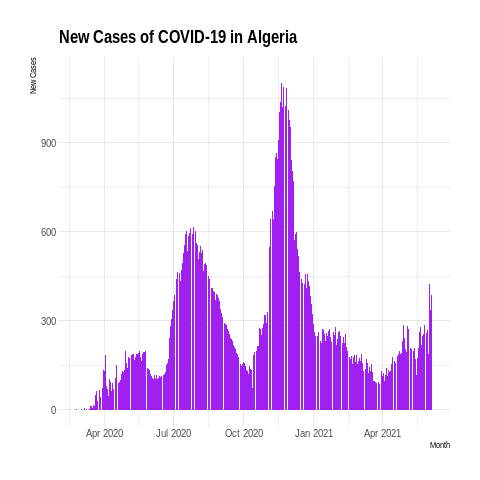 New Cases of COVID-19 in Algeria
New Cases
900
600
300
0
Apr 2020 Jul 2020 Oct 2020 Jan 2021 Apr 2021
Month